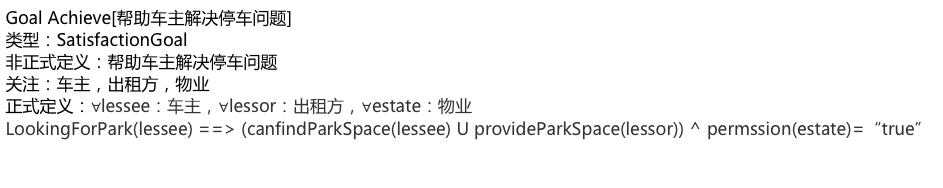 Goal Achieve[帮助车主解决停车问题]
类型：SatisfactionGoal
非正式定义：帮助车主解决停车问题
关注：车主，出租方，物业
正式定义：∀lessee：车主，∀lessor：出租方，∀estate：物业
LookingForPark(lessee) ==> (canfindParkSpace(lessee) U provideParkSpace(lessor)) ^ permssion(estate)=“true”